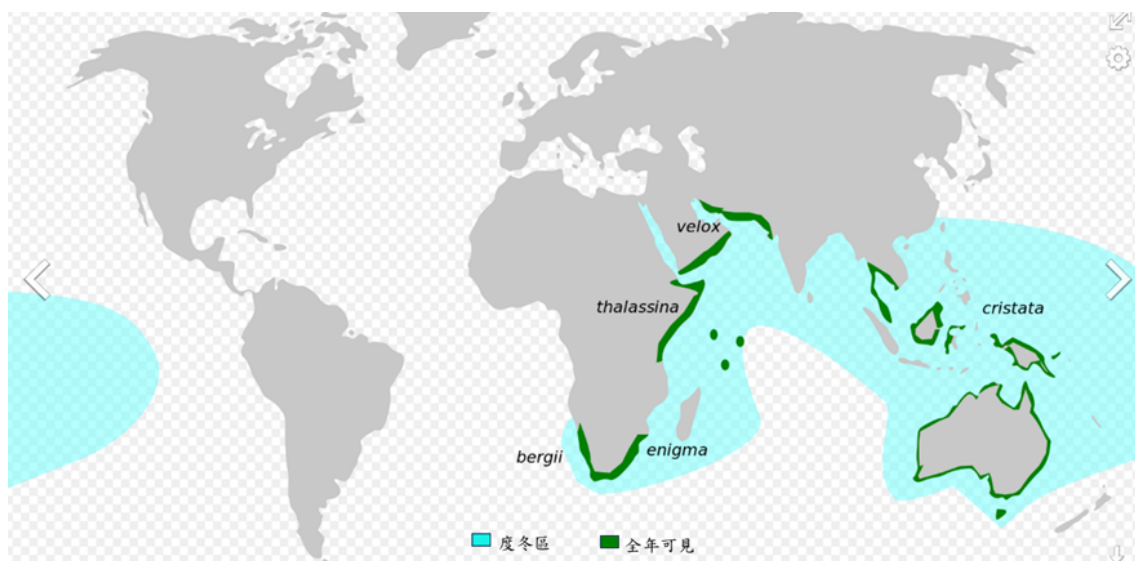 velox
thalassina
cristata
bergii
enigma
度冬區
全年可見